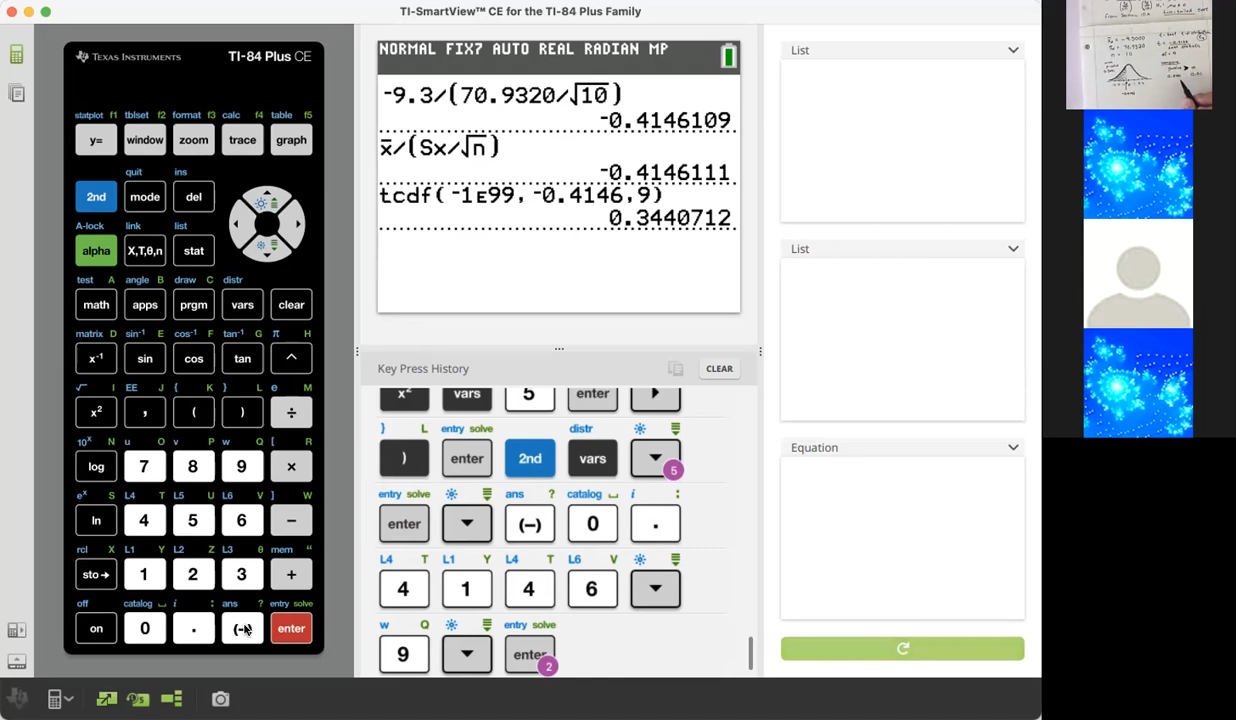 TI-SmartView™ CE for the TI-84 Plus Family
TEXAS INSTRUMENTS TI-84 Plus CE
statplot f1 tblset f2 format f3 calc f4 table f5
y= window zoom trace graph
quit ins
2nd mode del
A-lock link list
alpha X,T,θ,n stat
test A angle B draw C distr
math apps prgm vars clear
matrix D sin-1 E cos-1 F tan-1 G π H
x-1 sin cos tan ^
√ I EE J { K } L e M
x² , ( ) ÷
10x N u O v P w Q [ R
log 7 8 9 ×
ex S L4 T L5 U L6 V ] W
ln 4 5 6 −
rcl X L1 Y L2 Z L3 θ mem "
sto→ 1 2 3 +
off catalog ⎵ i : ans ? entry solve
on 0 . (-) enter
NORMAL FIX7 AUTO REAL RADIAN MP
-9.3/(70.9320/√10)
-0.4146109
x̄/(Sx/√n)
-0.4146111
tcdf(-1ᴇ99,-0.4146,9)
0.3440712
Key Press History
CLEAR
x² vars 5 enter
} L entry solve distr
) enter 2nd vars 5
entry solve ans ? catalog ⎵ i :
enter (−) 0 .
L4 T L1 Y L4 T L6 V
4 1 4 6
w Q entry solve
9 enter 2
List
List
Equation